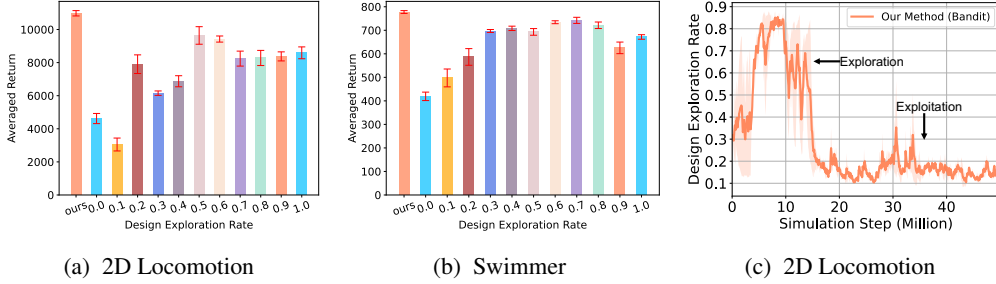 Averaged Return
10000
8000
6000
4000
2000
0
ours 0.0 0.1 0.2 0.3 0.4 0.5 0.6 0.7 0.8 0.9 1.0
Design Exploration Rate
(a) 2D Locomotion
Averaged Return
800
700
600
500
400
300
200
100
0
ours 0.0 0.1 0.2 0.3 0.4 0.5 0.6 0.7 0.8 0.9 1.0
Design Exploration Rate
(b) Swimmer
Design Exploration Rate
0.9
0.8
0.7
0.6
0.5
0.4
0.3
0.2
0.1
Our Method (Bandit)
Exploration
Exploitation
0 10 20 30 40 50
Simulation Step (Million)
(c) 2D Locomotion